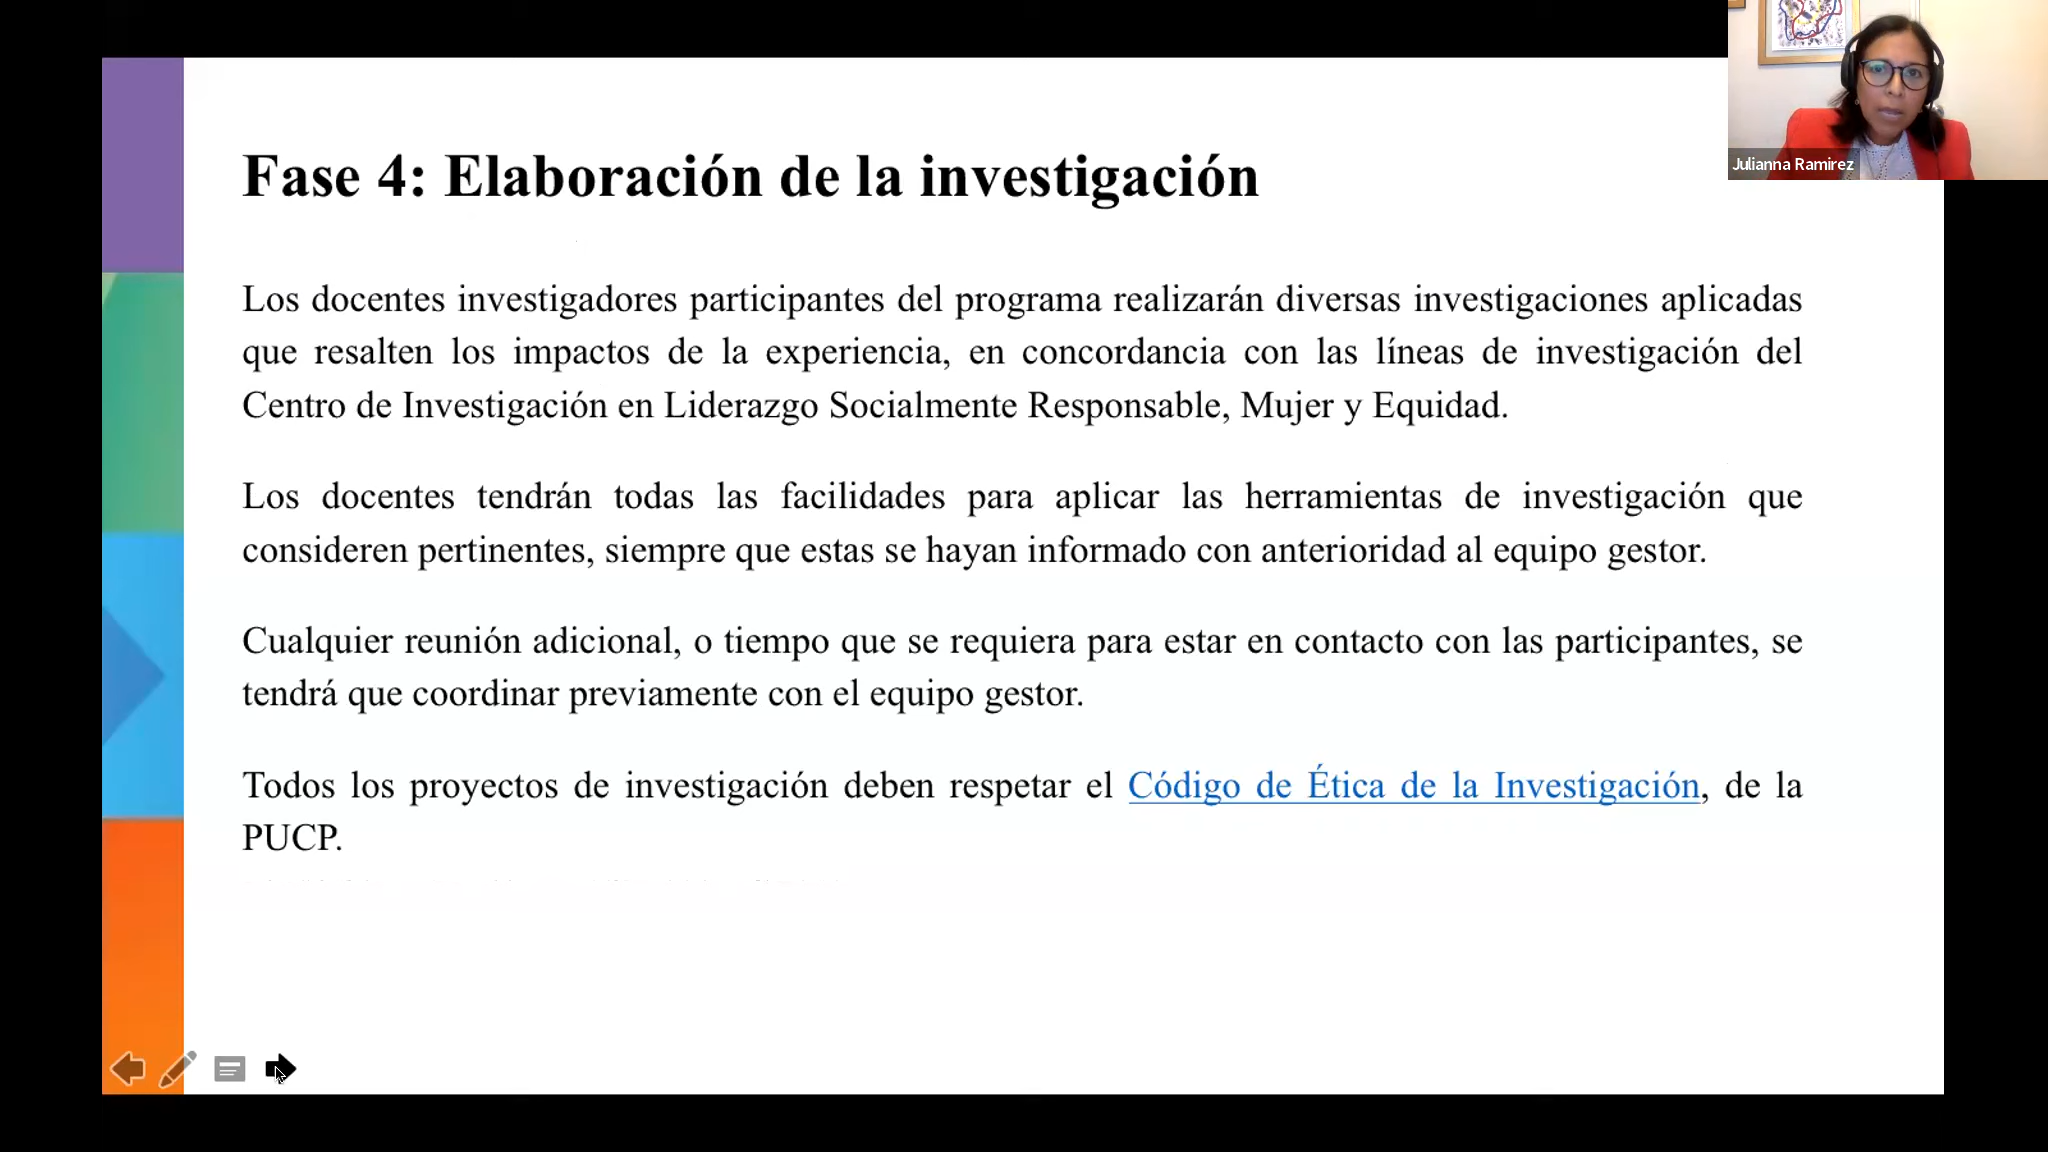 Fase 4: Elaboración de la investigación
Los docentes investigadores participantes del programa realizarán diversas investigaciones aplicadas
que resalten los impactos de la experiencia, en concordancia con las líneas de investigación del
Centro de Investigación en Liderazgo Socialmente Responsable, Mujer y Equidad.
Los docentes tendrán todas las facilidades para aplicar las herramientas de investigación que
consideren pertinentes, siempre que estas se hayan informado con anterioridad al equipo gestor.
Cualquier reunión adicional, o tiempo que se requiera para estar en contacto con las participantes, se
tendrá que coordinar previamente con el equipo gestor.
Todos los proyectos de investigación deben respetar el Código de Ética de la Investigación, de la
PUCP.
Julianna Ramirez